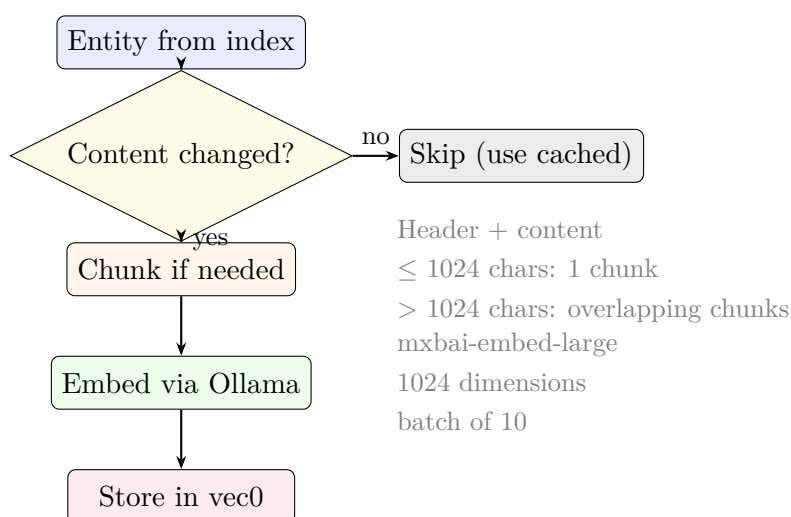 Entity from index
Content changed?
no
Skip (use cached)
yes
Chunk if needed
Header + content
≤ 1024 chars: 1 chunk
> 1024 chars: overlapping chunks
Embed via Ollama
mxbai-embed-large
1024 dimensions
batch of 10
Store in vec0